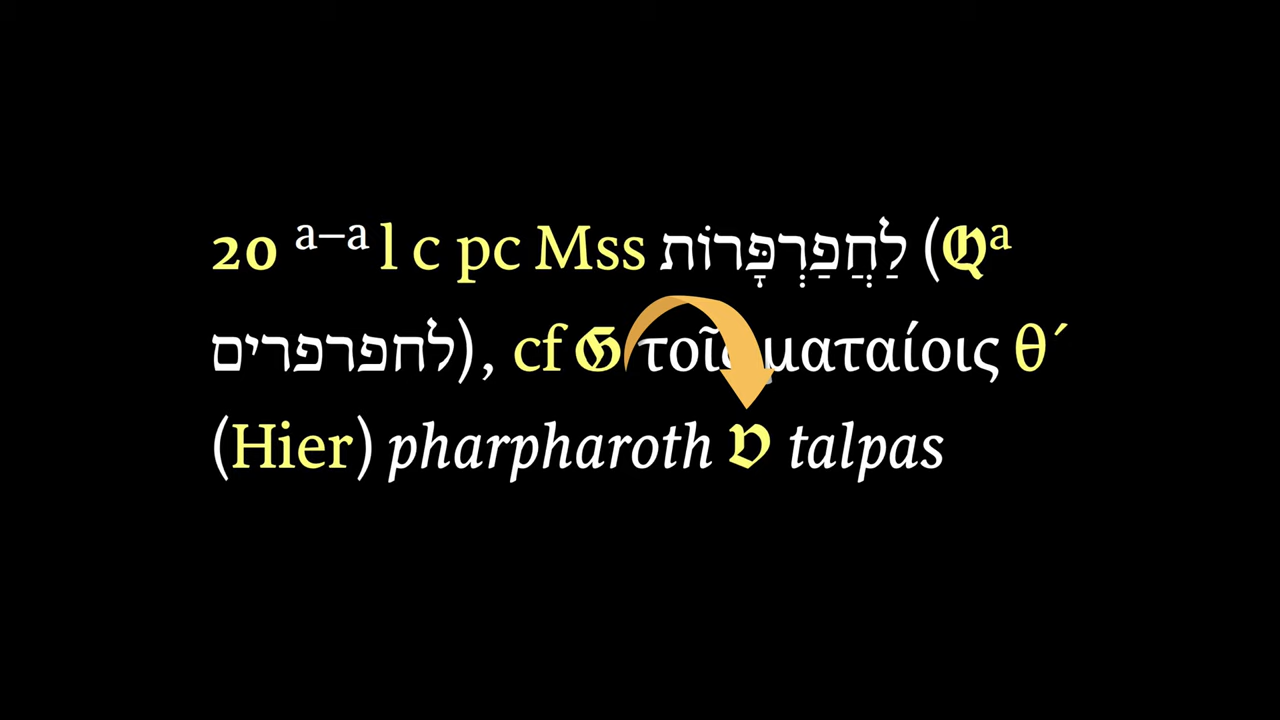 20 a–a l c pc Mss לַחֲפַרְפָּרוֹת (𝔔a
לחפרפרים), cf 𝔊 τοῖς ματαίοις θ´
(Hier) pharpharoth 𝔙 talpas